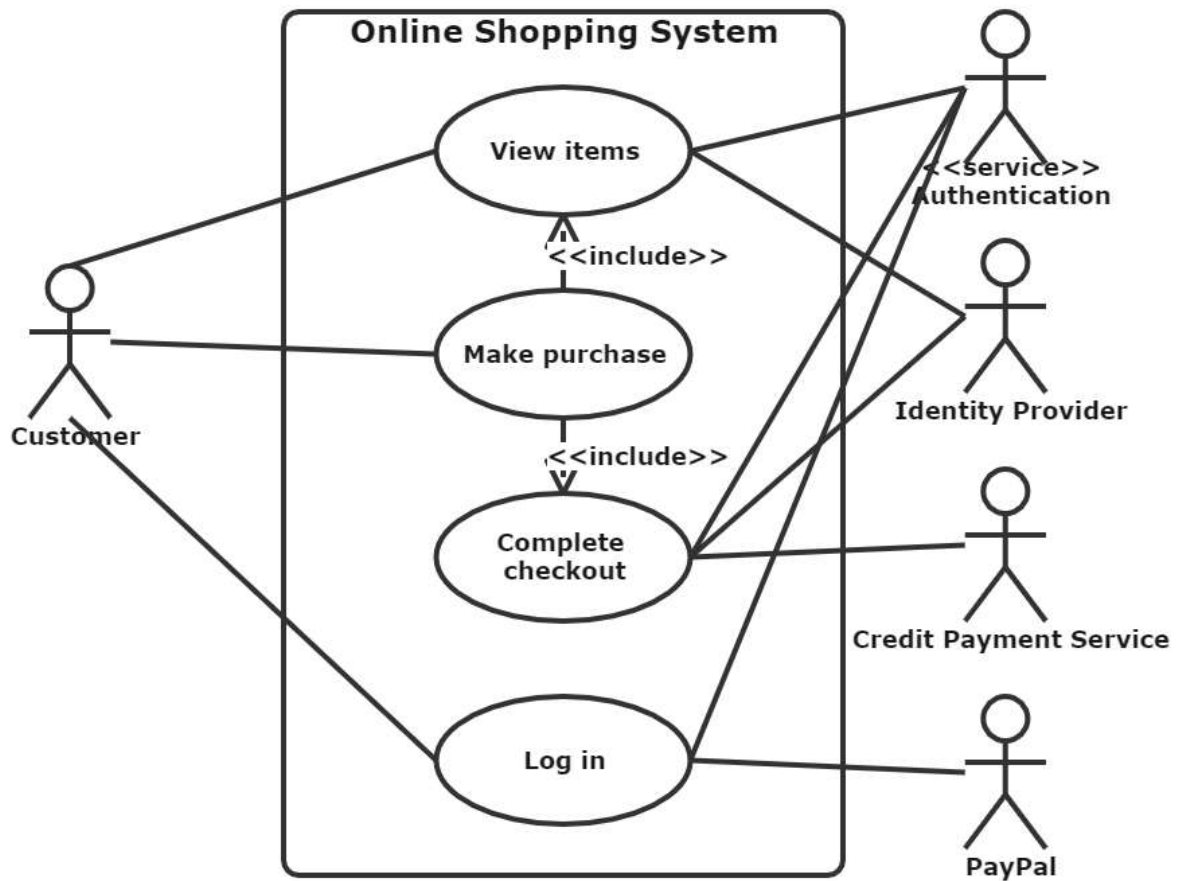 Online Shopping System
View items
<<service>>
Authentication
<<include>>
Customer
Make purchase
Identity Provider
<<include>>
Complete
checkout
Credit Payment Service
Log in
PayPal